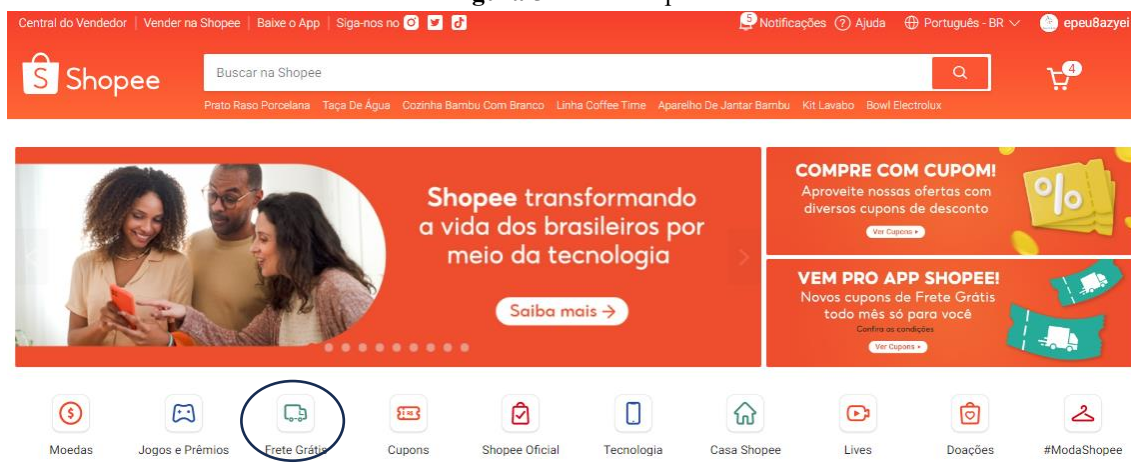 Central do Vendedor | Vender na Shopee | Baixe o App | Siga-nos no
5 Notificações ? Ajuda Português - BR epeu8azyei
S Shopee
Buscar na Shopee
4
Prato Raso Porcelana Taça De Água Cozinha Bambu Com Branco Linha Coffee Time Aparelho De Jantar Bambu Kit Lavabo Bowl Electrolux
Shopee transformando
a vida dos brasileiros por
meio da tecnologia
Saiba mais →
COMPRE COM CUPOM!
Aproveite nossas
ofertas com
diversos cupons
de desconto
Ver Cupons
%
VEM PRO APP SHOPEE!
Novos cupons de Frete Grátis
todo mês só para você
Confira as condições
Ver Cupons
Moedas Jogos e Prêmios Frete Grátis Cupons Shopee Oficial Tecnologia Casa Shopee Lives Doações #ModaShopee